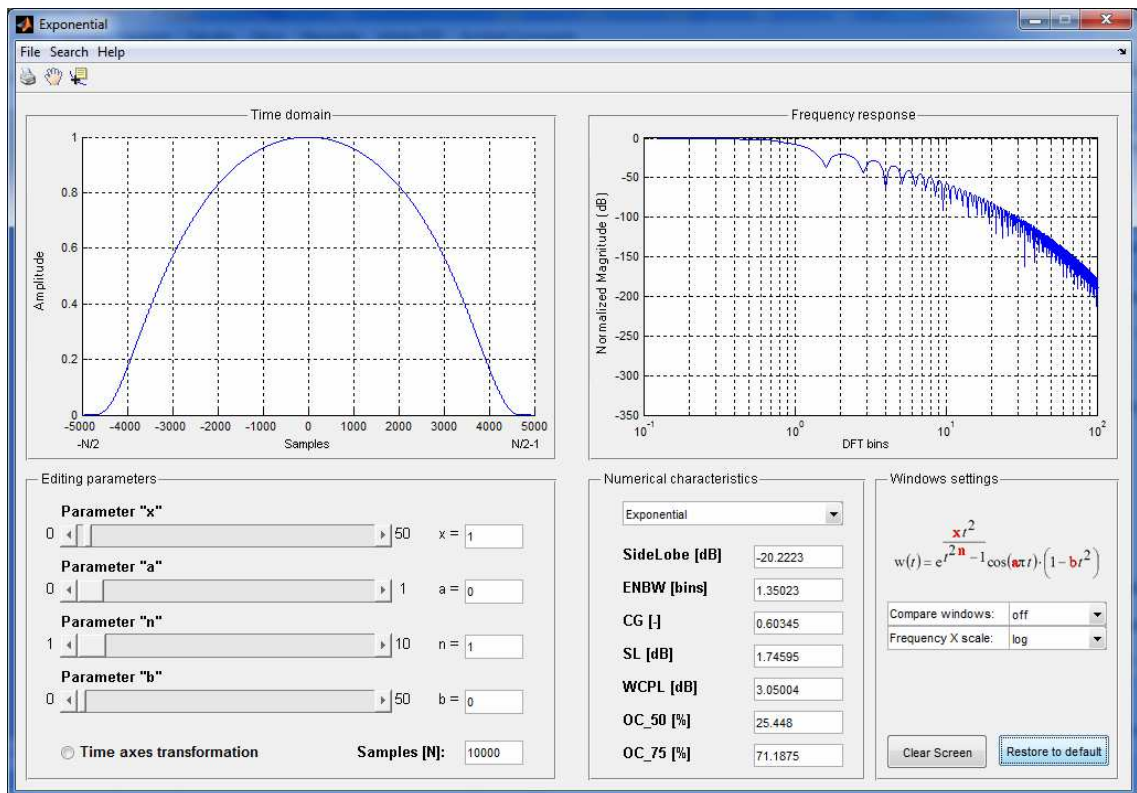 Exponential
File Search Help
Time domain
Amplitude
1
0.8
0.6
0.4
0.2
0
-5000 -4000 -3000 -2000 -1000 0 1000 2000 3000 4000 5000
-N/2 Samples N/2-1
Frequency response
Normalized Magnitude (dB)
0
-50
-100
-150
-200
-250
-300
-350
10^-1 10^0 10^1 10^2
DFT bins
Editing parameters
Parameter "x"
0 50 x = 1
Parameter "a"
0 1 a = 0
Parameter "n"
1 10 n = 1
Parameter "b"
0 50 b = 0
Time axes transformation Samples [N]: 10000
Numerical characteristics
Exponential
SideLobe [dB] -20.2223
ENBW [bins] 1.35023
CG [-] 0.60345
SL [dB] 1.74595
WCPL [dB] 3.05004
OC_50 [%] 25.448
OC_75 [%] 71.1875
Windows settings
w(t) = e^(xt^2/(t^(2n) - 1)) cos(aπt)·(1 - bt^2)
Compare windows: off
Frequency X scale: log
Clear Screen Restore to default